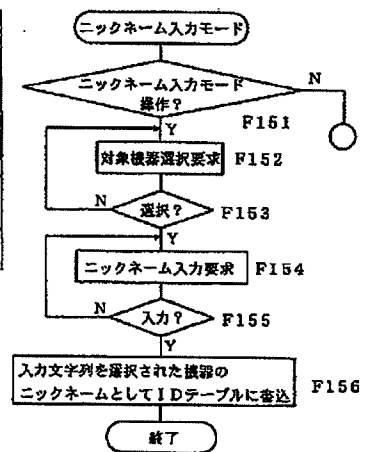 ニックネーム入力モード
ニックネーム入力モード
操作？
N
F151
Y
対象機器選択要求 F152
N
選択？ F153
Y
ニックネーム入力要求 F154
N
入力？ F155
Y
入力文字列を選択された機器の
ニックネームとしてIDテーブルに書込 F156
終了